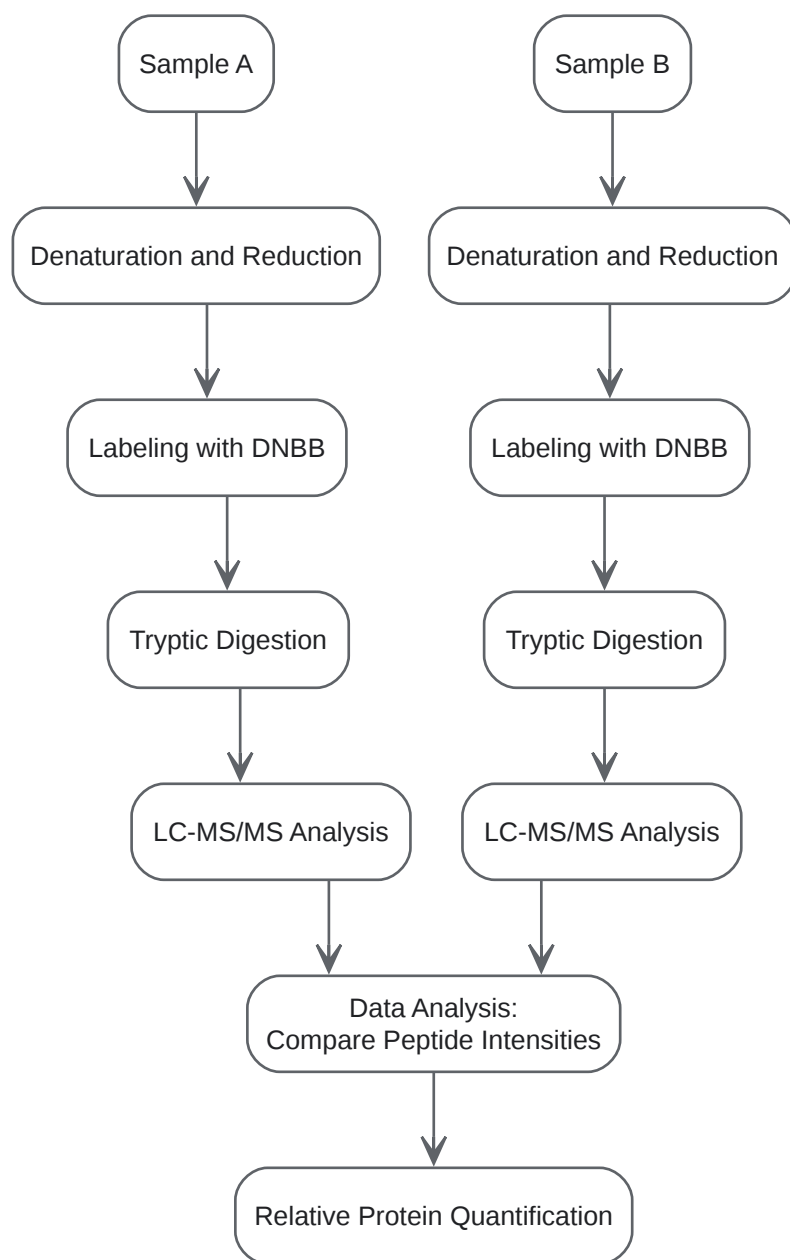 Sample A
Sample B
Denaturation and Reduction
Denaturation and Reduction
Labeling with DNBB
Labeling with DNBB
Tryptic Digestion
Tryptic Digestion
LC-MS/MS Analysis
LC-MS/MS Analysis
Data Analysis:
Compare Peptide Intensities
Relative Protein Quantification